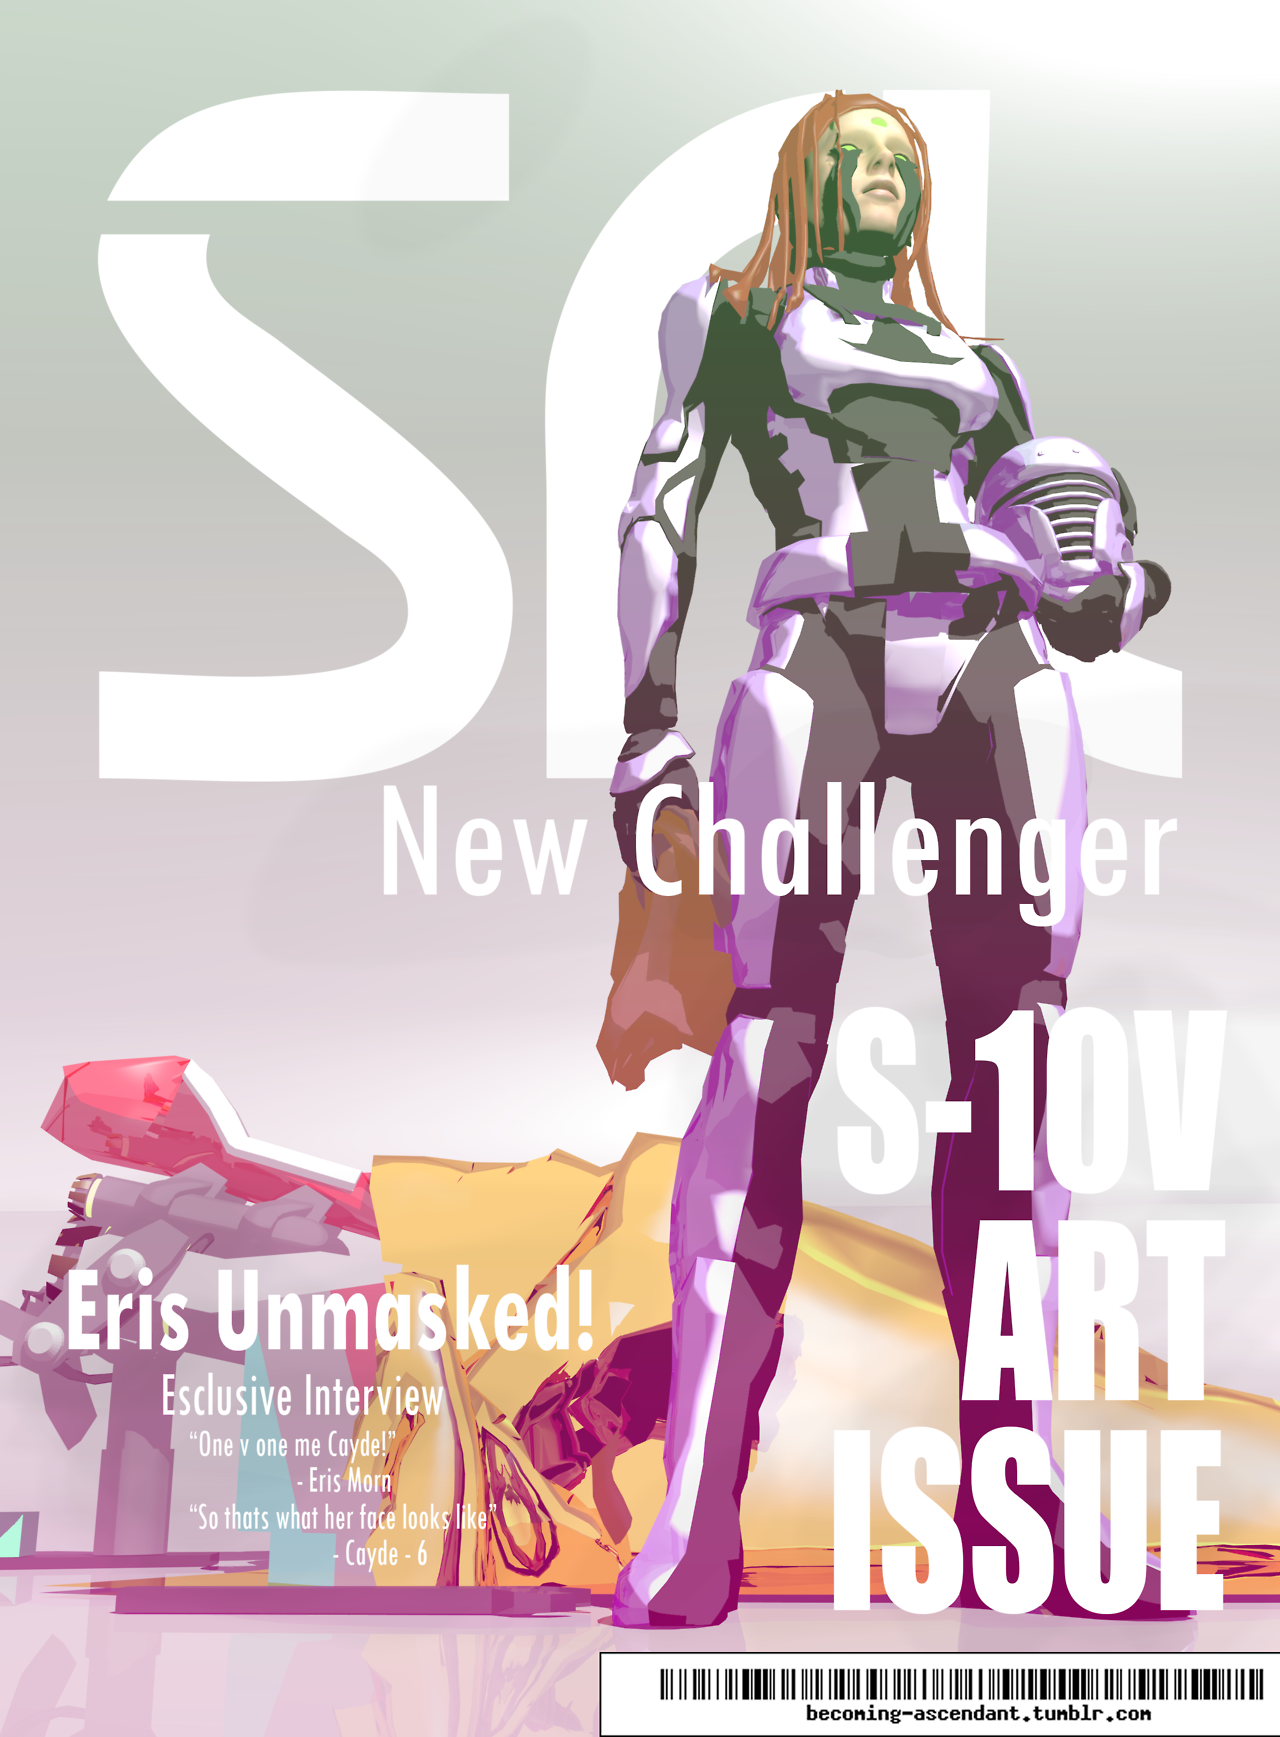 SR
New Challenger
S-10V
ART
ISSUE
Eris Unmasked!
Esclusive Interview
“One v one me Cayde!”
- Eris Morn
“So thats what her face looks like”
- Cayde - 6
becoming-ascendant.tumblr.com